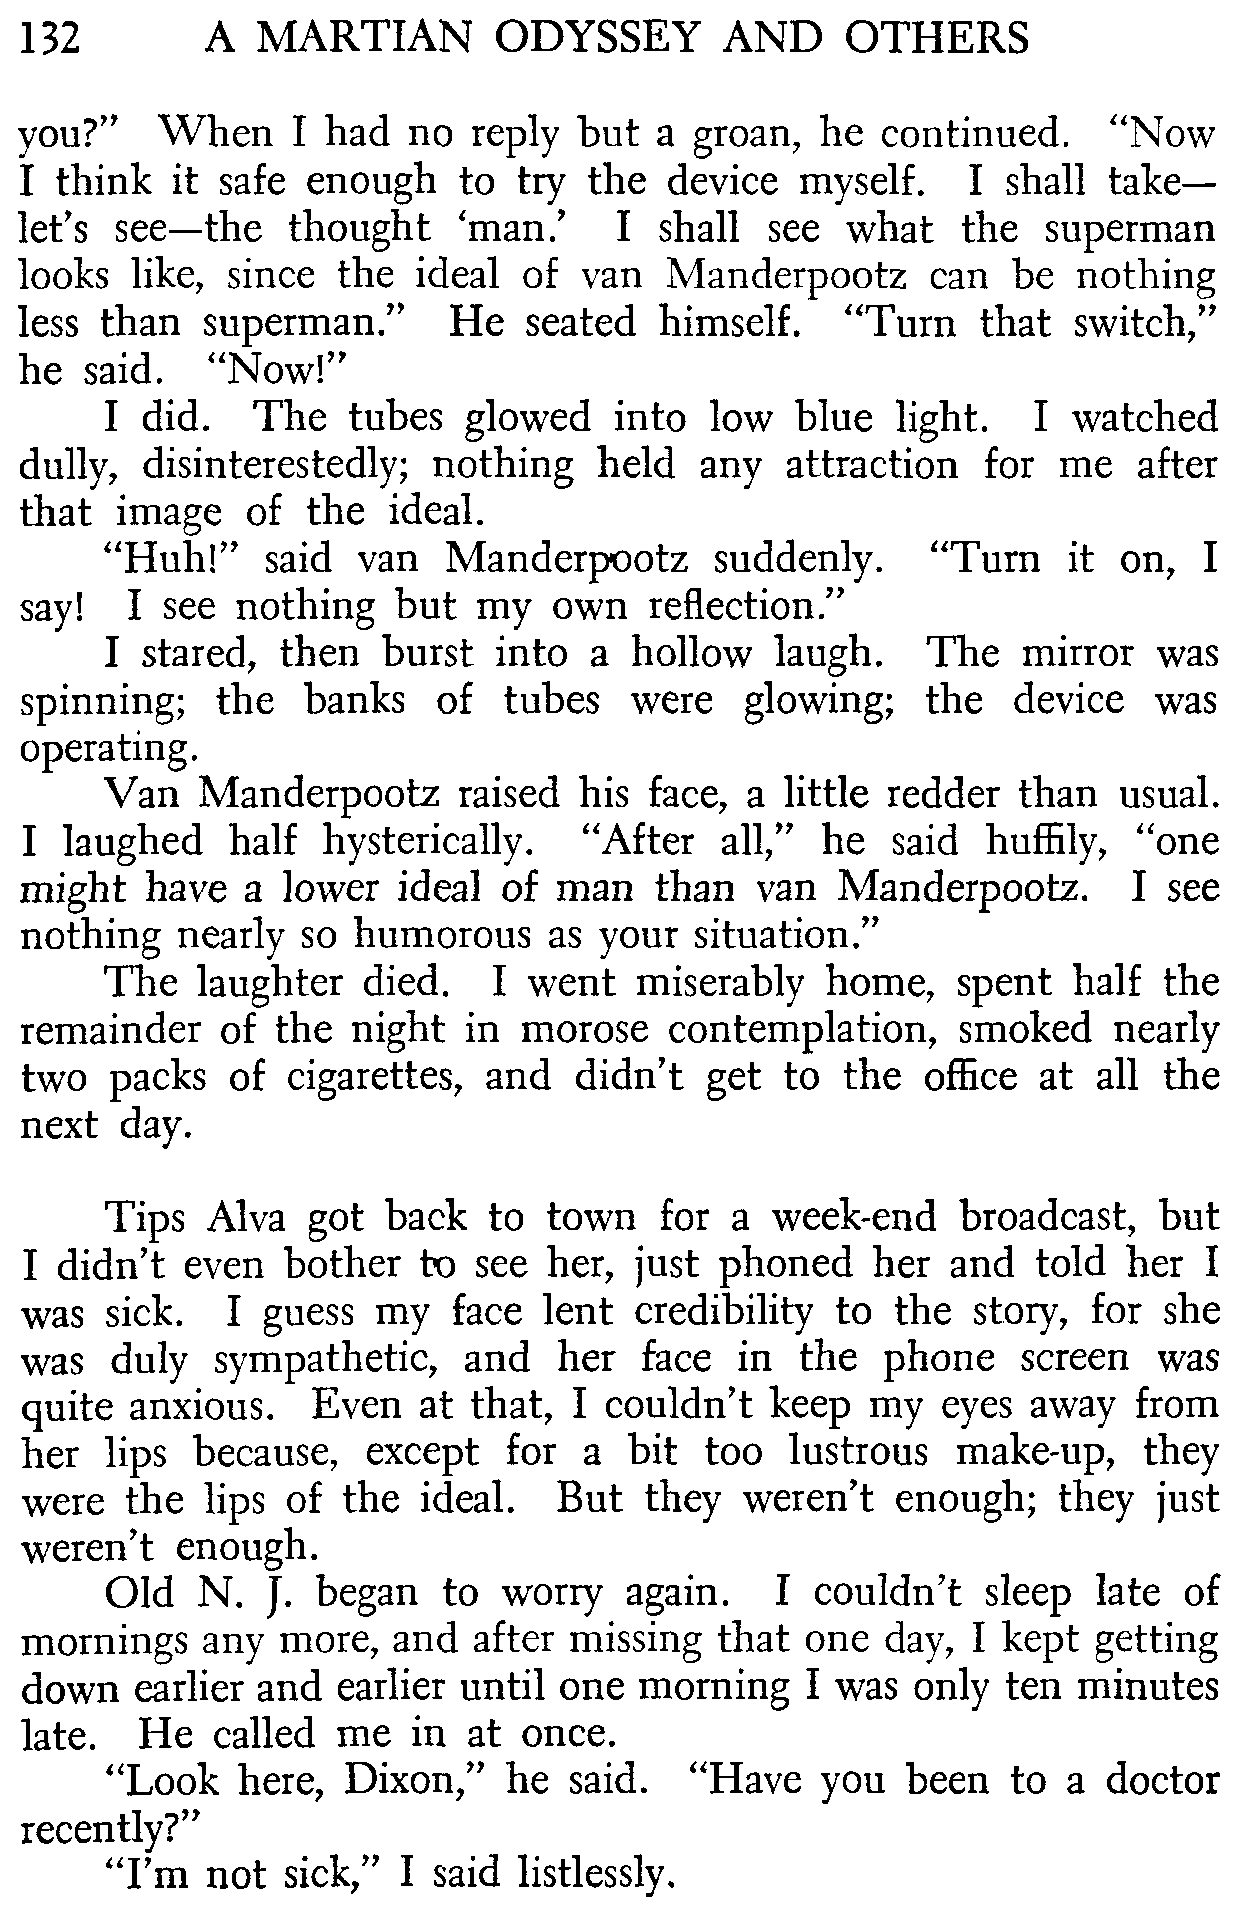 132 A MARTIAN ODYSSEY AND OTHERS
you?” When I had no reply but a groan, he continued. “Now
I think it safe enough to try the device myself. I shall take—
let’s see—the thought ‘man.’ I shall see what the superman
looks like, since the ideal of van Manderpootz can be nothing
less than superman.” He seated himself. “Turn that switch,”
he said. “Now!”
I did. The tubes glowed into low blue light. I watched
dully, disinterestedly; nothing held any attraction for me after
that image of the ideal.
“Huh!” said van Manderpootz suddenly. “Turn it on, I
say! I see nothing but my own reflection.”
I stared, then burst into a hollow laugh. The mirror was
spinning; the banks of tubes were glowing; the device was
operating.
Van Manderpootz raised his face, a little redder than usual.
I laughed half hysterically. “After all,” he said huffily, “one
might have a lower ideal of man than van Manderpootz. I see
nothing nearly so humorous as your situation.”
The laughter died. I went miserably home, spent half the
remainder of the night in morose contemplation, smoked nearly
two packs of cigarettes, and didn’t get to the office at all the
next day.
Tips Alva got back to town for a week-end broadcast, but
I didn’t even bother to see her, just phoned her and told her I
was sick. I guess my face lent credibility to the story, for she
was duly sympathetic, and her face in the phone screen was
quite anxious. Even at that, I couldn’t keep my eyes away from
her lips because, except for a bit too lustrous make-up, they
were the lips of the ideal. But they weren’t enough; they just
weren’t enough.
Old N. J. began to worry again. I couldn’t sleep late of
mornings any more, and after missing that one day, I kept getting
down earlier and earlier until one morning I was only ten minutes
late. He called me in at once.
“Look here, Dixon,” he said. “Have you been to a doctor
recently?”
“I’m not sick,” I said listlessly.